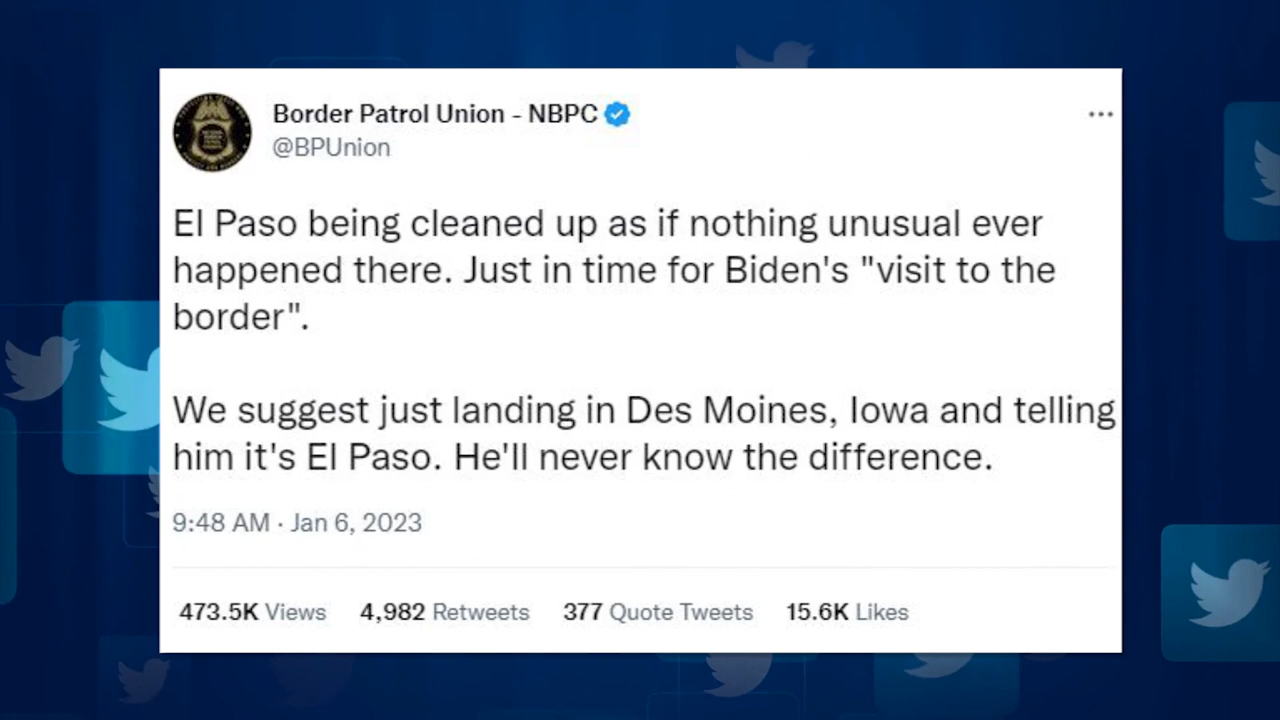 Border Patrol Union - NBPC
@BPUnion
El Paso being cleaned up as if nothing unusual ever
happened there. Just in time for Biden's "visit to the
border".
We suggest just landing in Des Moines, Iowa and telling
him it's El Paso. He'll never know the difference.
9:48 AM · Jan 6, 2023
473.5K Views 4,982 Retweets 377 Quote Tweets 15.6K Likes